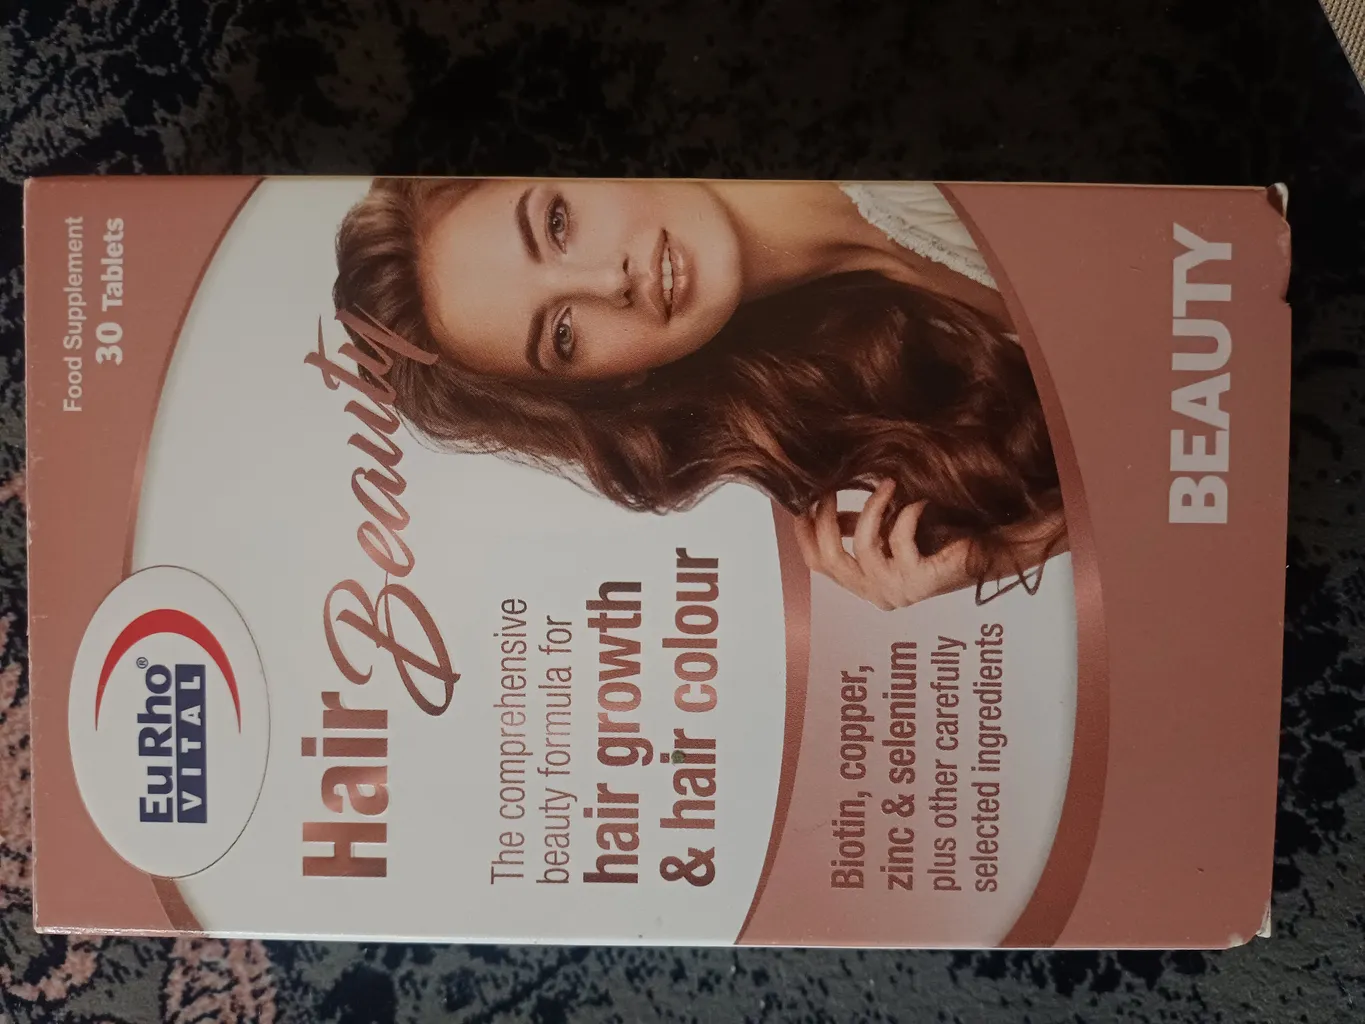 Food Supplement
30 Tablets
EuRho®
VITAL
Hair Beauty
The comprehensive
beauty formula for
hair growth
& hair colour
Biotin, copper,
zinc & selenium
plus other carefully
selected ingredients
BEAUTY